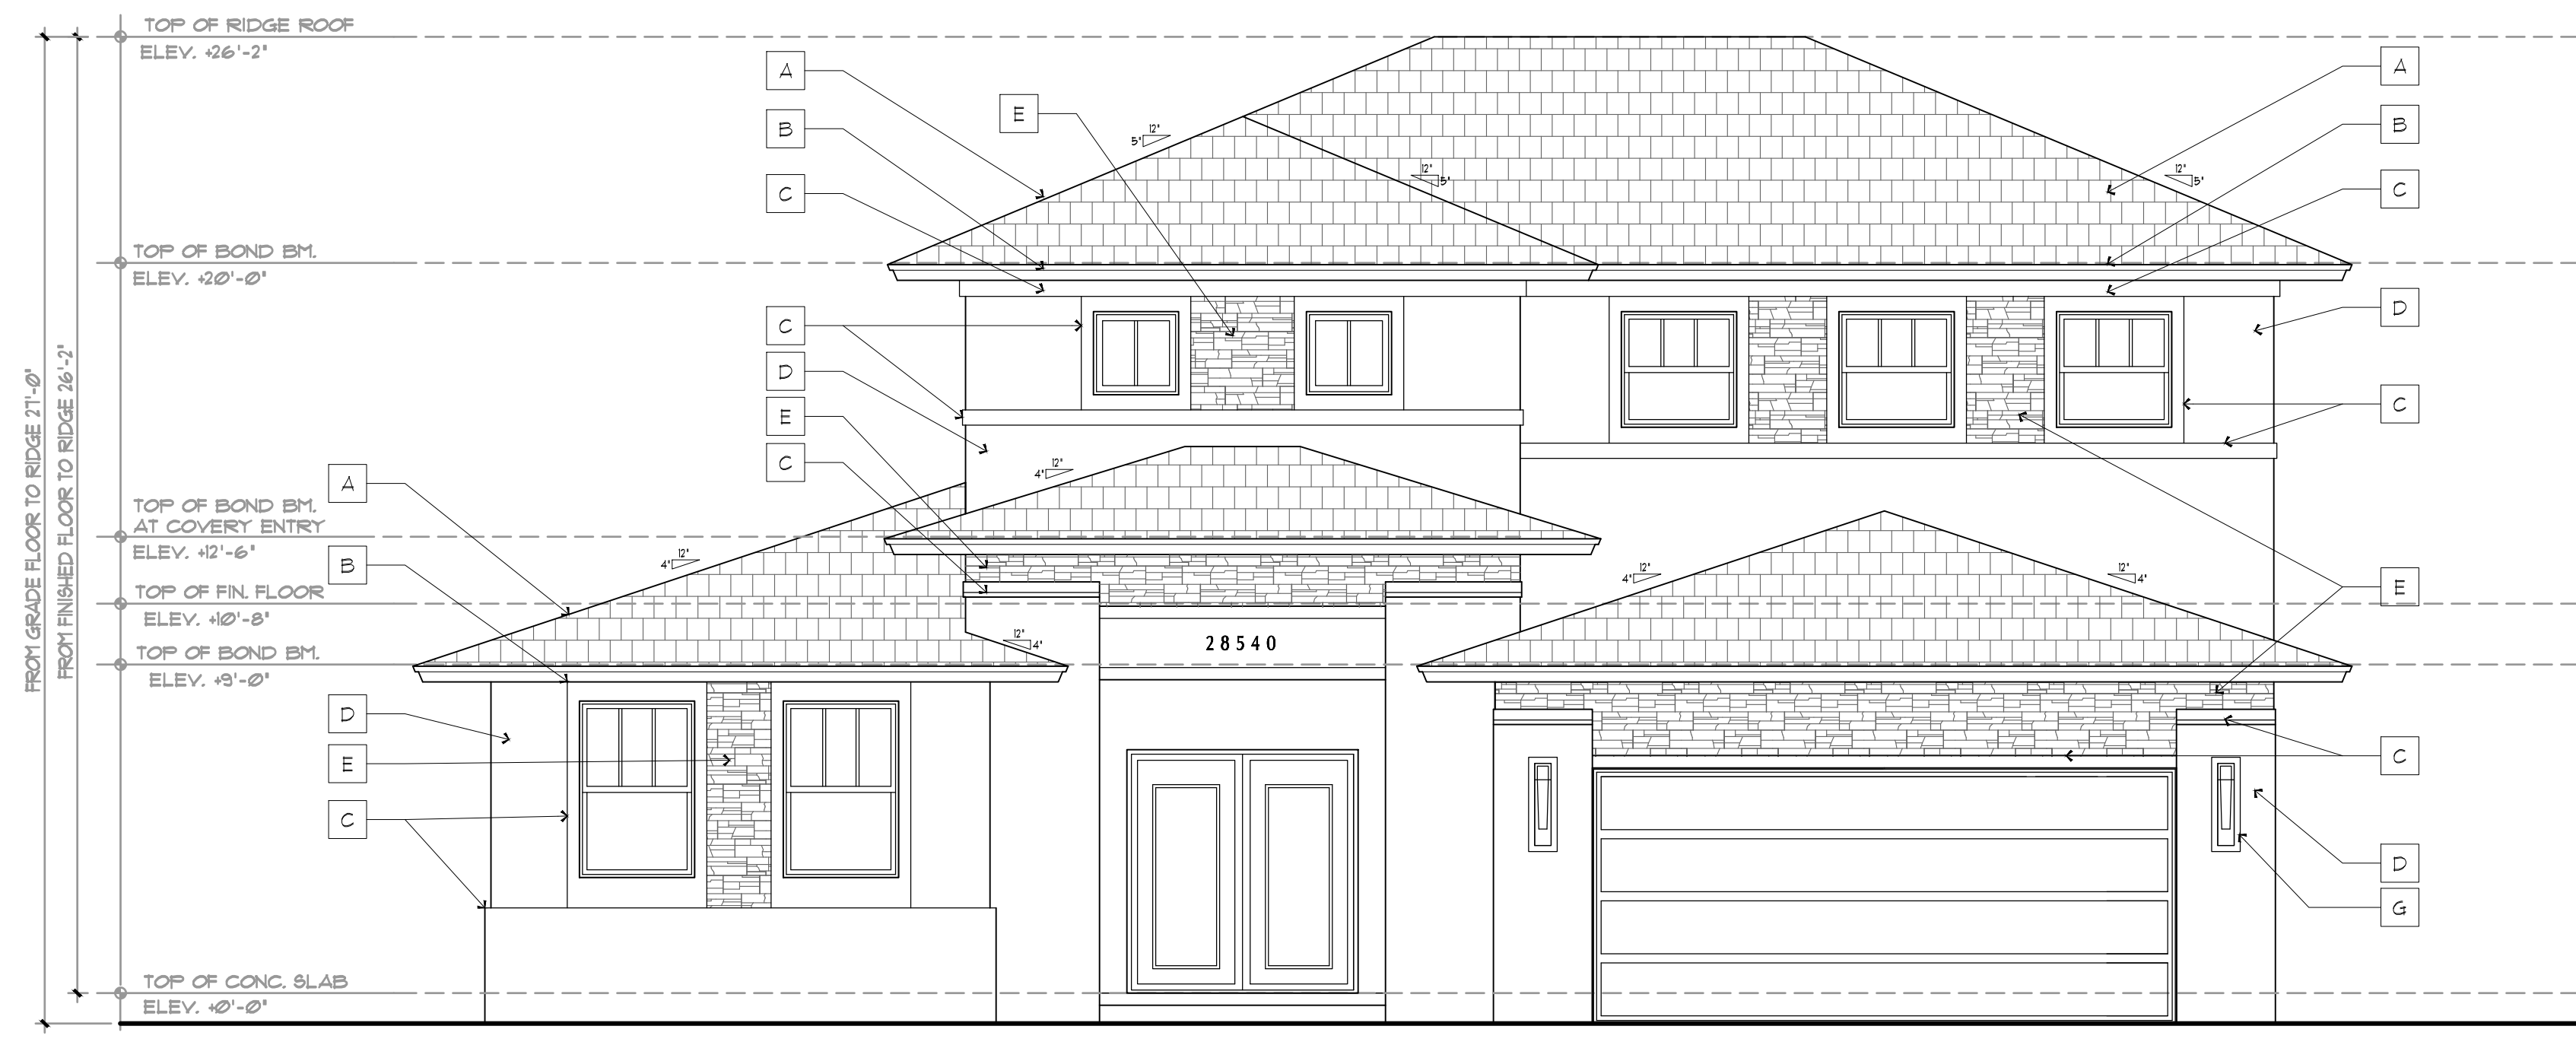 TOP OF RIDGE ROOF
ELEV. +26'-2"
TOP OF BOND BM.
ELEV. +20'-0"
TOP OF BOND BM.
AT COVERY ENTRY
ELEV. +12'-6"
TOP OF FIN. FLOOR
ELEV. +10'-8"
TOP OF BOND BM.
ELEV. +9'-0"
TOP OF CONC. SLAB
ELEV. +0'-0"
FROM GRADE FLOOR TO RIDGE 27'-0"
FROM FINISHED FLOOR TO RIDGE 26'-2"
A
B
D
E
C
A
B
C
C
D
E
C
E
12"
5"
12"
5"
12"
5"
12"
4"
12"
4"
12"
4"
12"
4"
12"
4"
28540
A
B
C
D
C
E
C
D
G